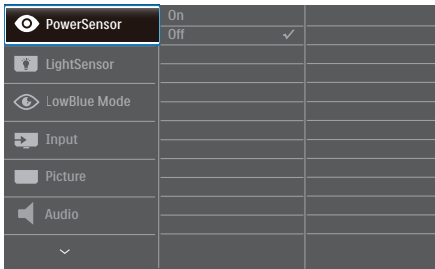 PowerSensor
On
Off
LightSensor
LowBlue Mode
Input
Picture
Audio